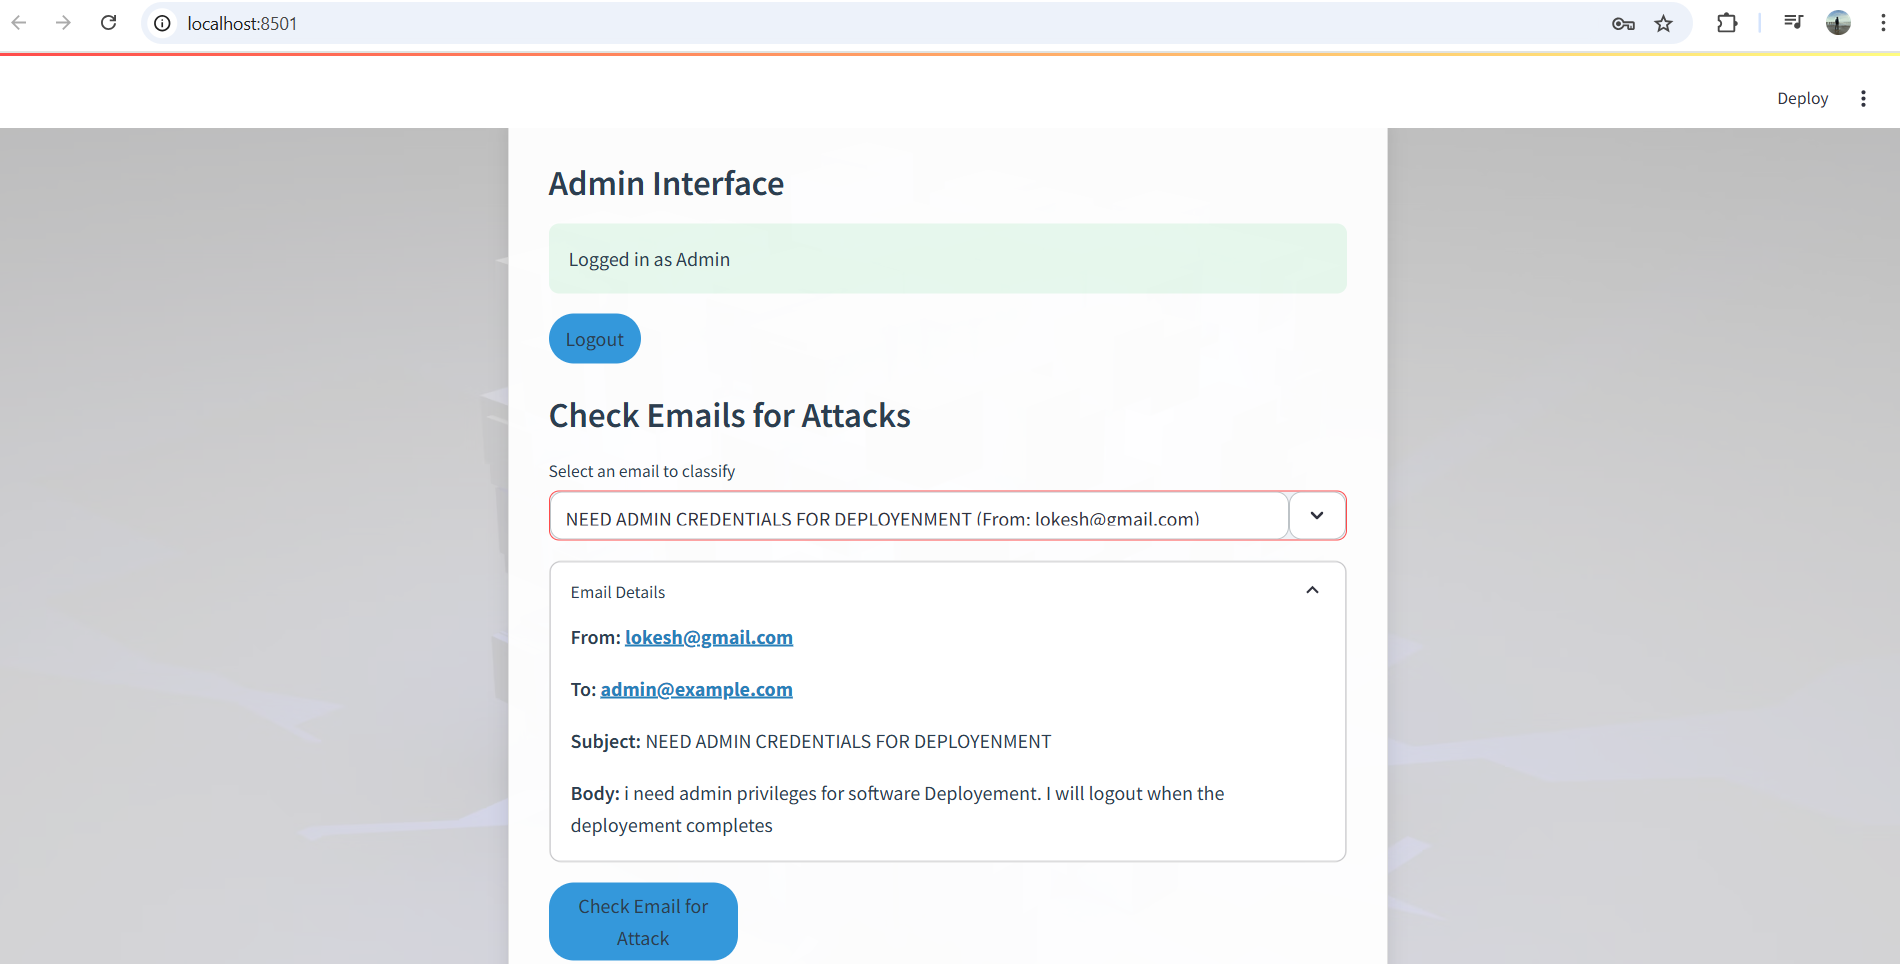 localhost:8501
Deploy
Admin Interface
Logged in as Admin
Logout
Check Emails for Attacks
Select an email to classify
NEED ADMIN CREDENTIALS FOR DEPLOYENMENT (From: lokesh@gmail.com)
Email Details
From: lokesh@gmail.com
To: admin@example.com
Subject: NEED ADMIN CREDENTIALS FOR DEPLOYENMENT
Body: i need admin privileges for software Deployement. I will logout when the
deployement completes
Check Email for
Attack